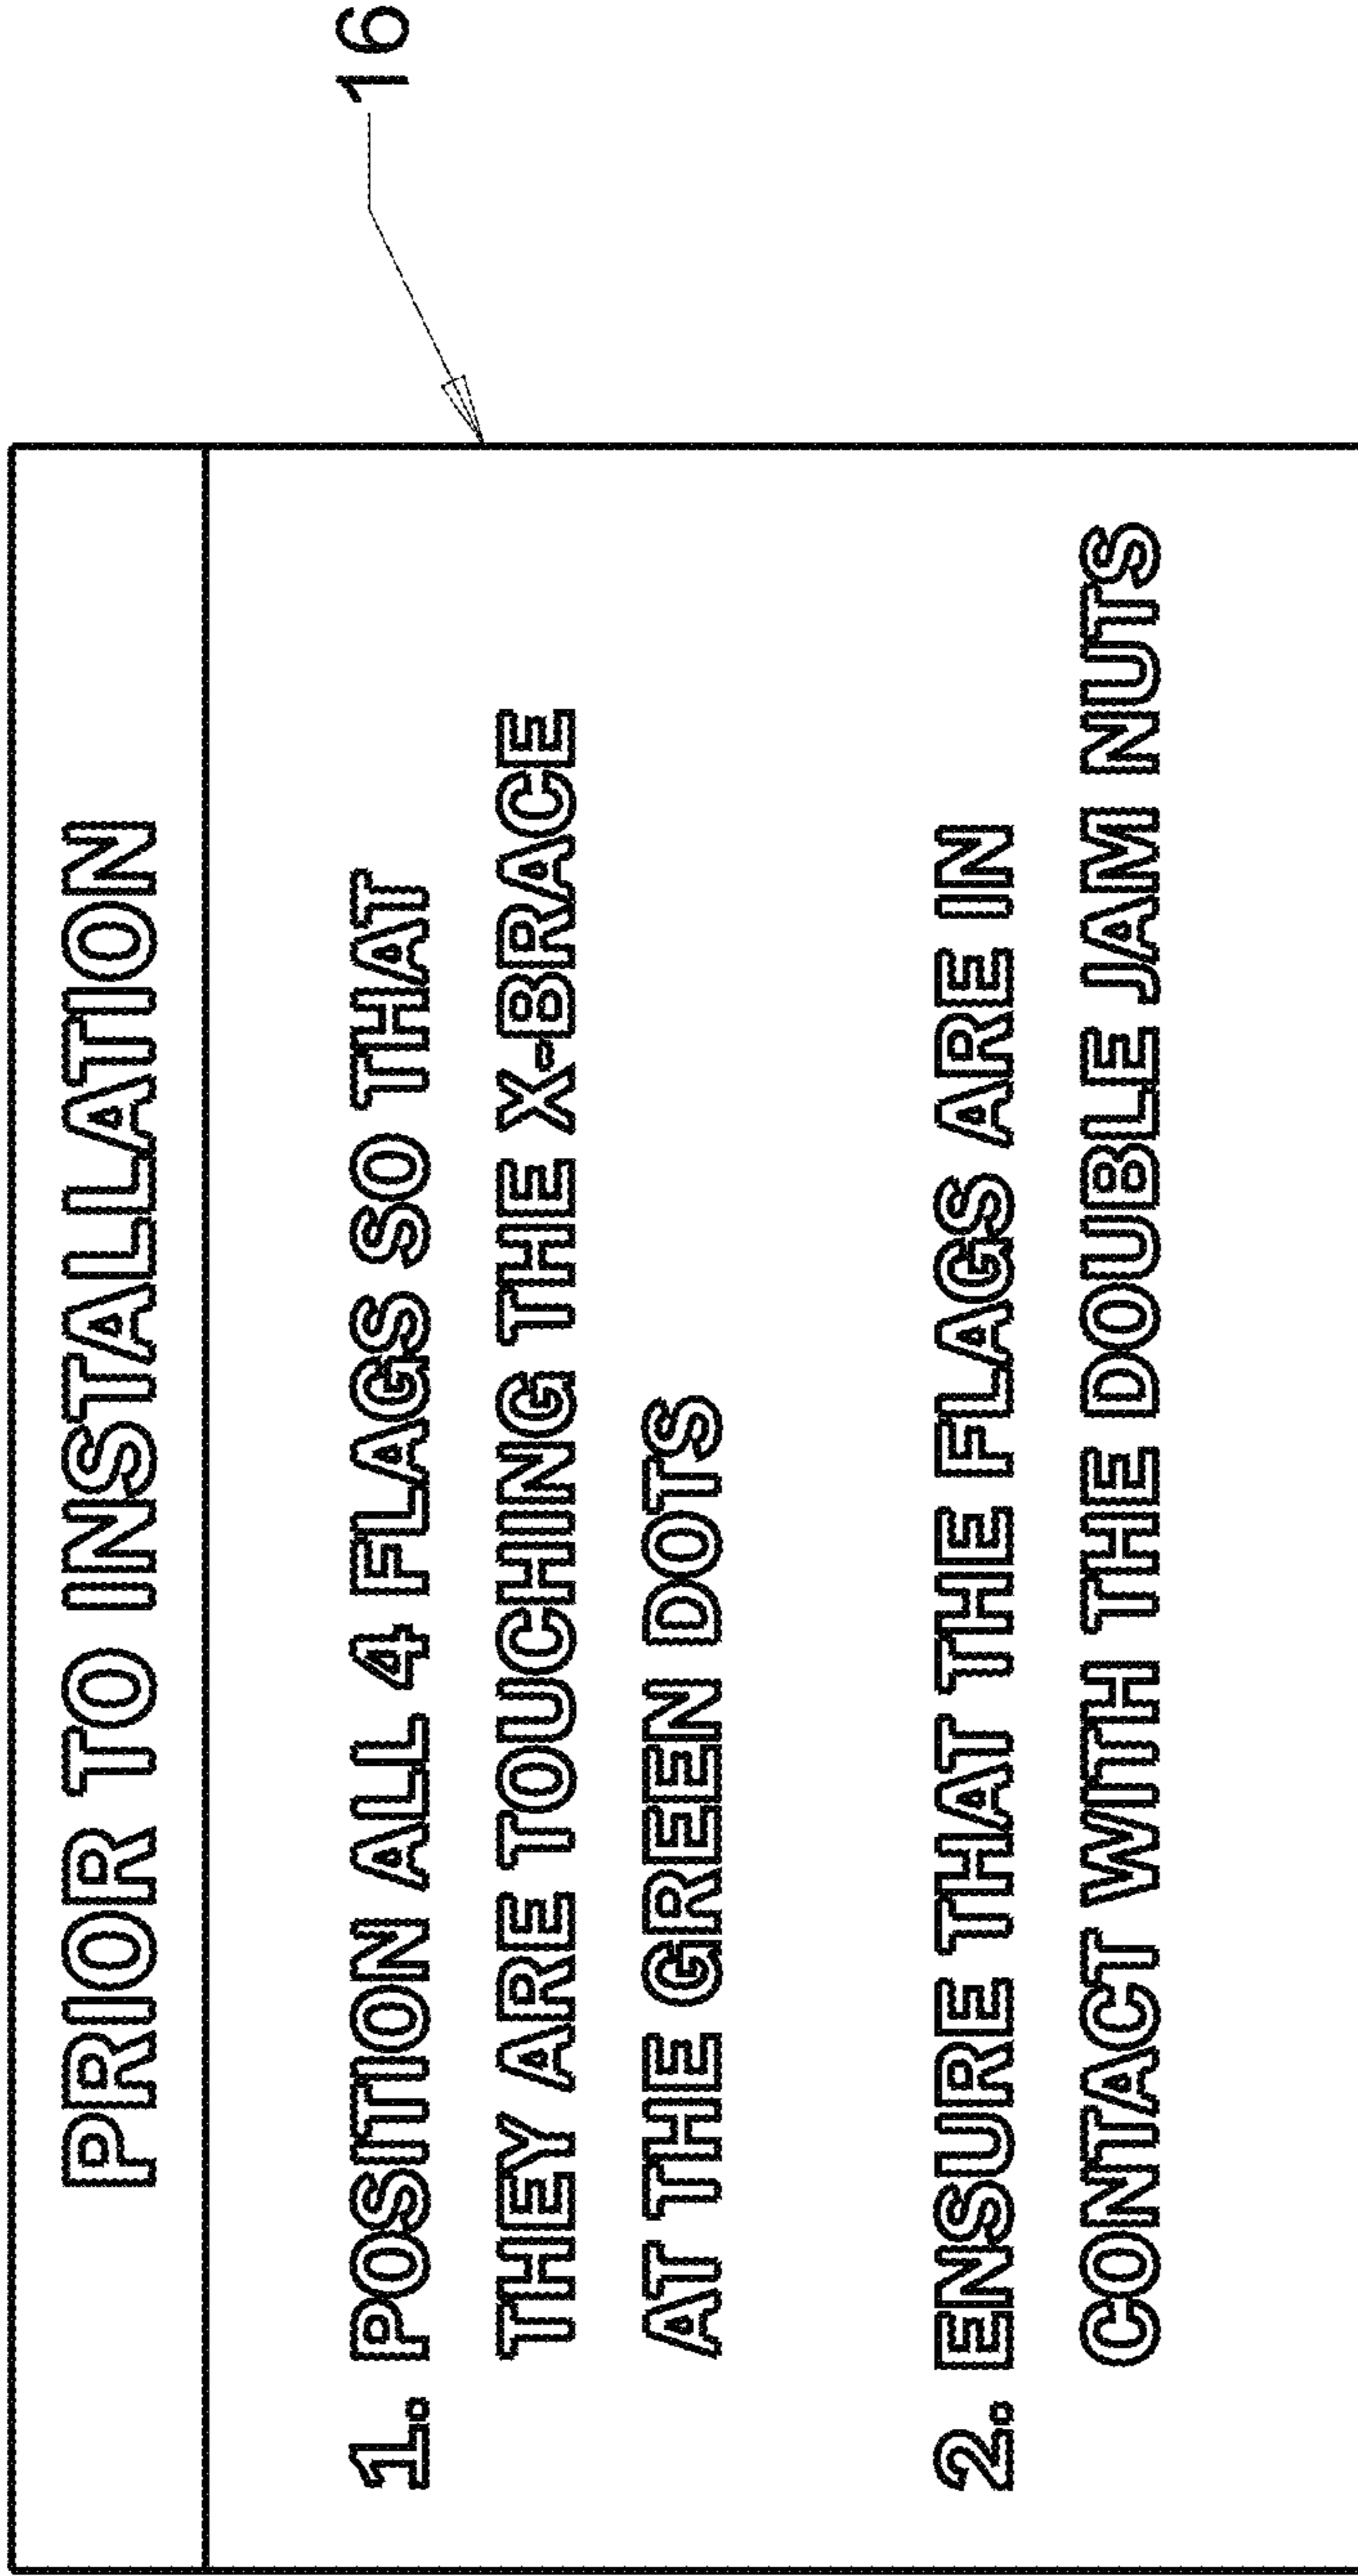 PRIOR TO INSTALLATION
1. POSITION ALL 4 FLAGS SO THAT
THEY ARE TOUCHING THE X-BRACE
AT THE GREEN DOTS
2. ENSURE THAT THE FLAGS ARE IN
CONTACT WITH THE DOUBLE JAM NUTS
16